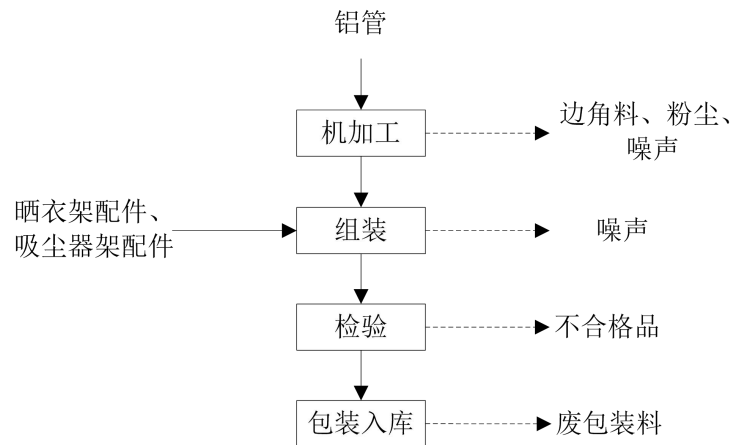 铝管
机加工
边角料、粉尘、
噪声
晒衣架配件、
吸尘器架配件
组装
噪声
检验
不合格品
包装入库
废包装料